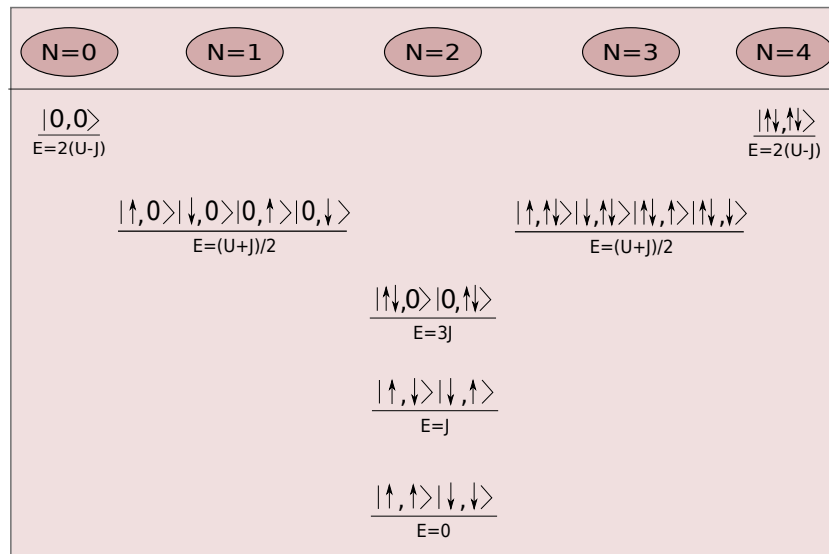 N=0 N=1 N=2 N=3 N=4
|0,0> |↑↓,↑↓>
E=2(U-J) E=2(U-J)
|↑,0>|↓,0>|0,↑>|0,↓> |↑,↑↓>|↓,↑↓>|↑↓,↑>|↑↓,↓>
E=(U+J)/2 E=(U+J)/2
|↑↓,0>|0,↑↓>
E=3J
|↑,↓>|↓,↑>
E=J
|↑,↑>|↓,↓>
E=0